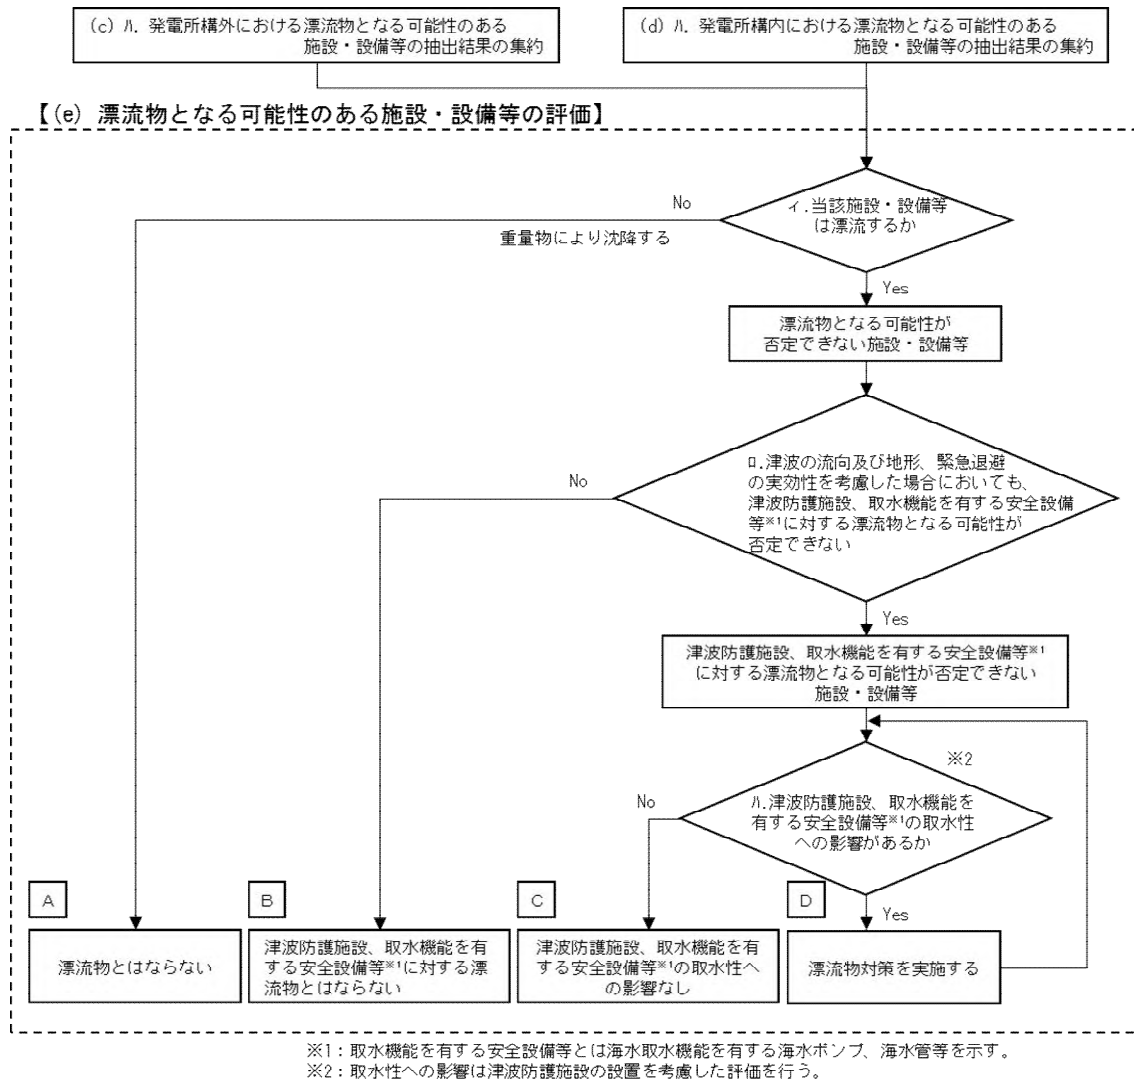 (c) ﾊ. 発電所構外における漂流物となる可能性のある
施設・設備等の抽出結果の集約
(d) ﾊ. 発電所構内における漂流物となる可能性のある
施設・設備等の抽出結果の集約
【(e) 漂流物となる可能性のある施設・設備等の評価】
No
ｲ.当該施設・設備等
は漂流するか
重量物により沈降する
Yes
漂流物となる可能性が
否定できない施設・設備等
No
ﾛ.津波の流向及び地形、緊急退避
の実効性を考慮した場合においても、
津波防護施設、取水機能を有する安全設備
等※1に対する漂流物となる可能性が
否定できない
Yes
津波防護施設、取水機能を有する安全設備等※1
に対する漂流物となる可能性が否定できない
施設・設備等
※2
No
ﾊ.津波防護施設、取水機能を
有する安全設備等※1の取水性
への影響があるか
Yes
A
漂流物とはならない
B
津波防護施設、取水機能を有
する安全設備等※1に対する漂
流物とはならない
C
津波防護施設、取水機能を有
する安全設備等※1の取水性へ
の影響なし
D
漂流物対策を実施する
※1：取水機能を有する安全設備等とは海水取水機能を有する海水ポンプ、海水管等を示す。
※2：取水性への影響は津波防護施設の設置を考慮した評価を行う。